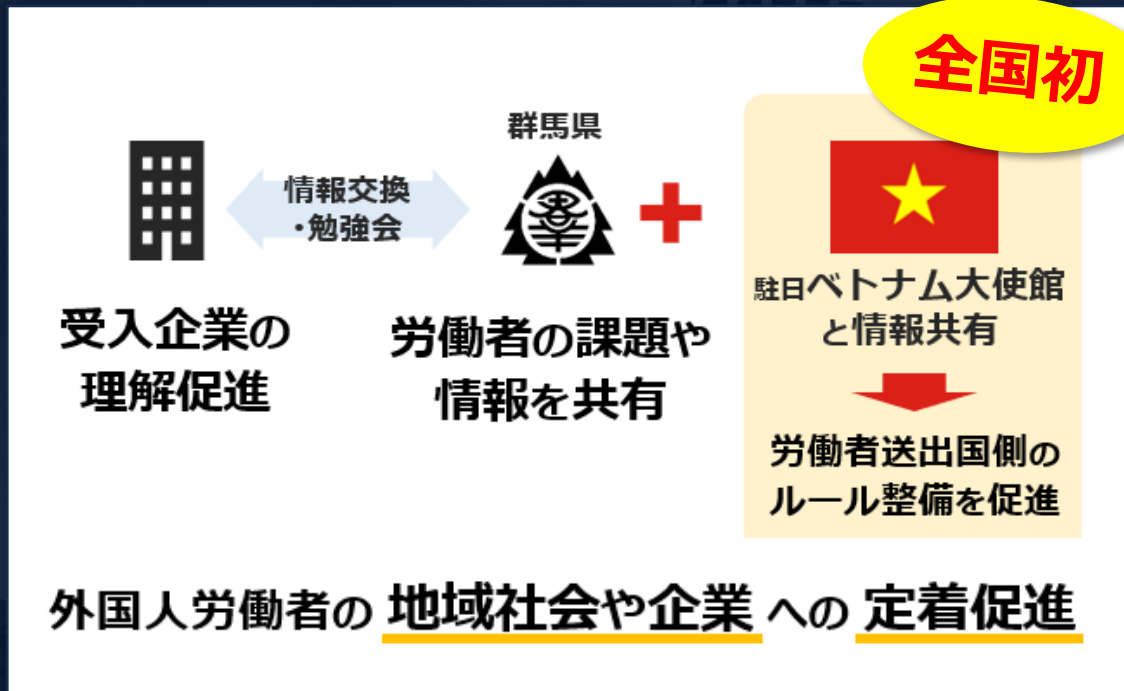 全国初
群馬県
情報交換
・勉強会
受入企業の
理解促進
労働者の課題や
情報を共有
駐日ベトナム大使館
と情報共有
労働者送出国側の
ルール整備を促進
外国人労働者の 地域社会や企業 への 定着促進